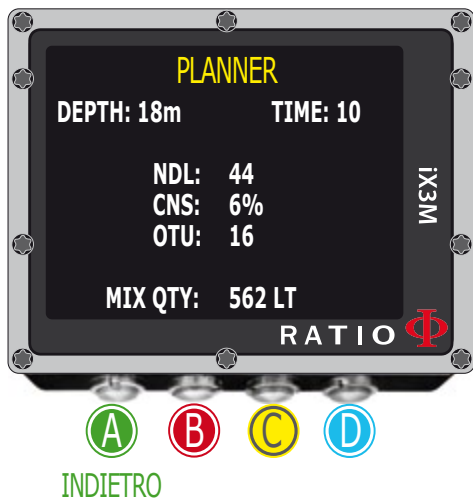 PLANNER
DEPTH: 18m TIME: 10
NDL: 44
CNS: 6%
OTU: 16
MIX QTY: 562 LT
iX3M
RATIO
A B C D
INDIETRO